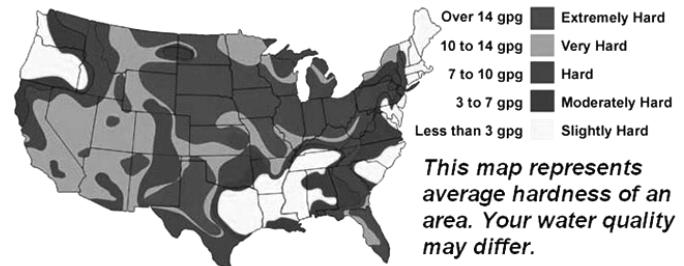 Over 14 gpg Extremely Hard
10 to 14 gpg Very Hard
7 to 10 gpg Hard
3 to 7 gpg Moderately Hard
Less than 3 gpg Slightly Hard
This map represents
average hardness of an
area. Your water quality
may differ.